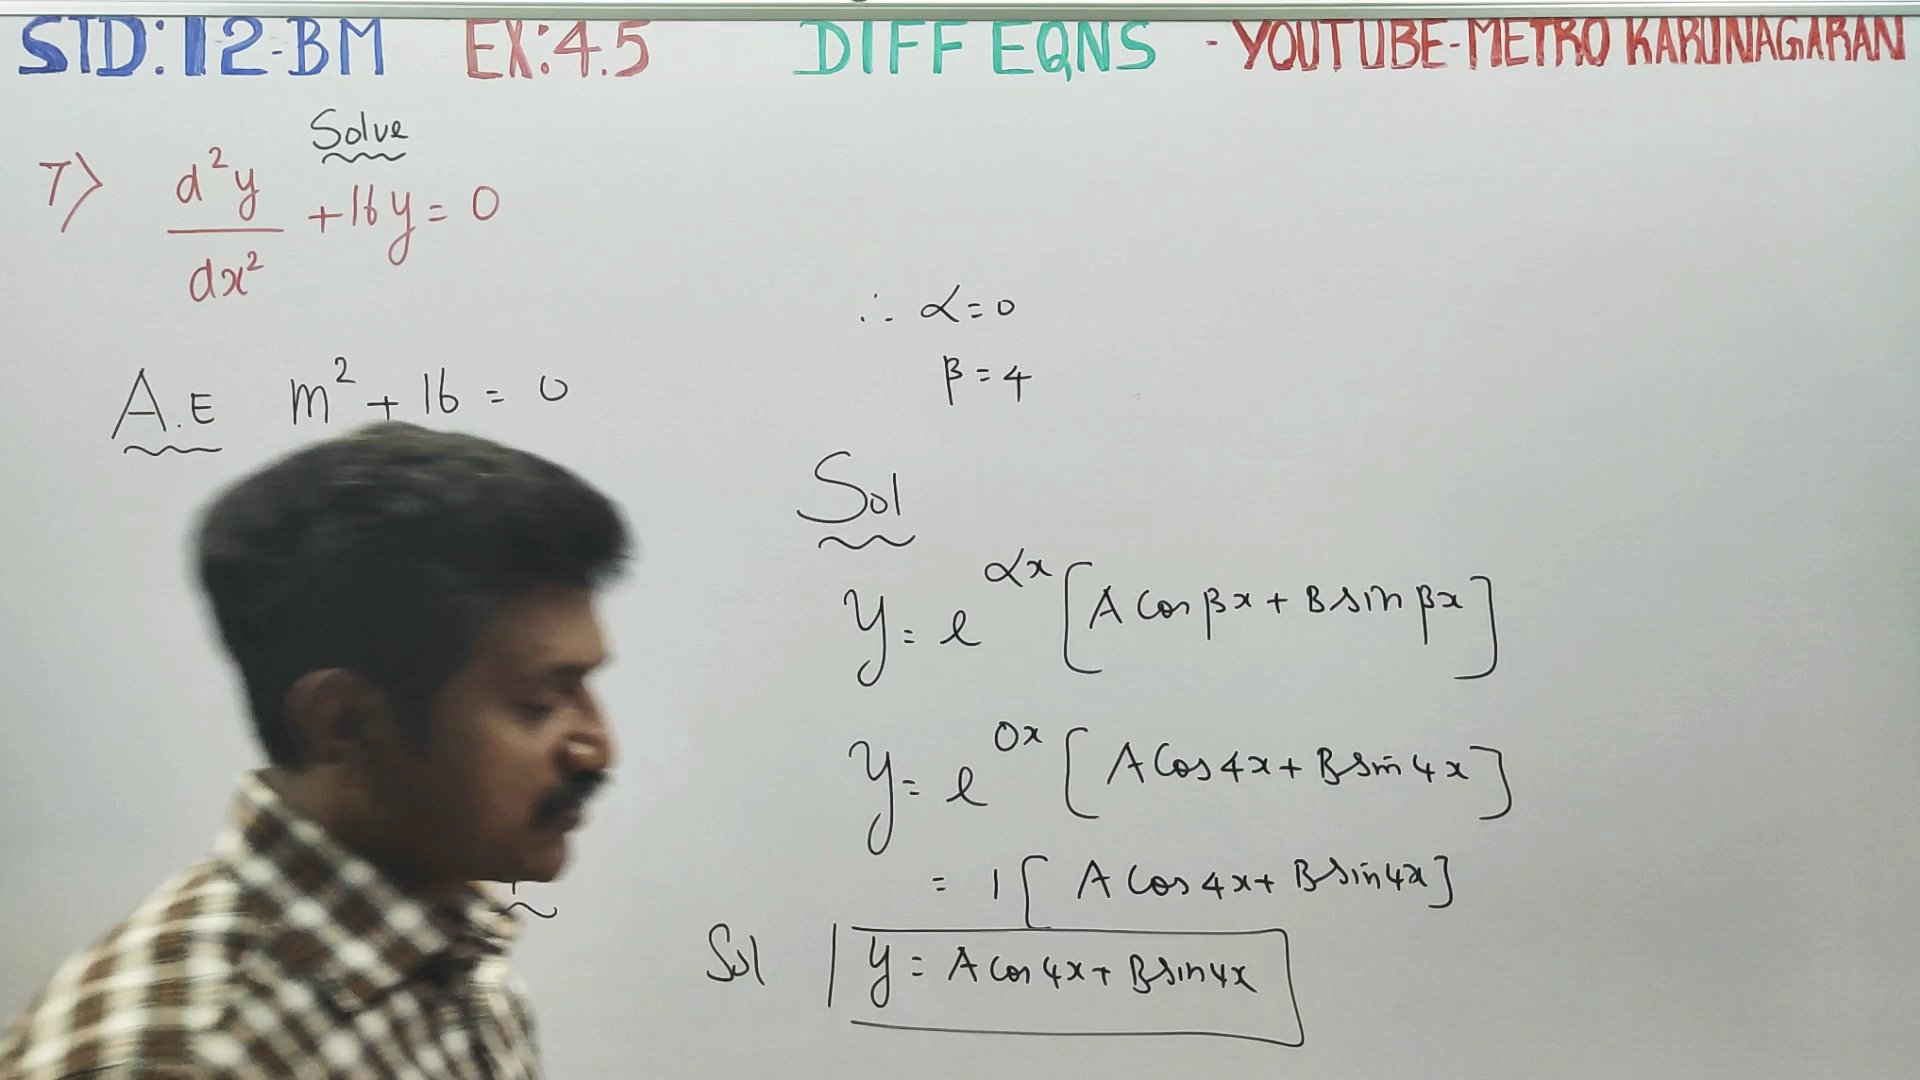 STD:12-BM EX:4.5 DIFF EQNS - YOUTUBE-METRO KARUNAGARAN
Solve
7) d²y/dx² + 16y = 0
A.E m² + 16 = 0
∴ α = 0
β = 4
Sol
y = e^αx [A cos βx + B sin βx]
y = e^0x [A cos 4x + B sin 4x]
= 1 [A cos 4x + B sin 4x]
Sol y = A cos 4x + B sin 4x